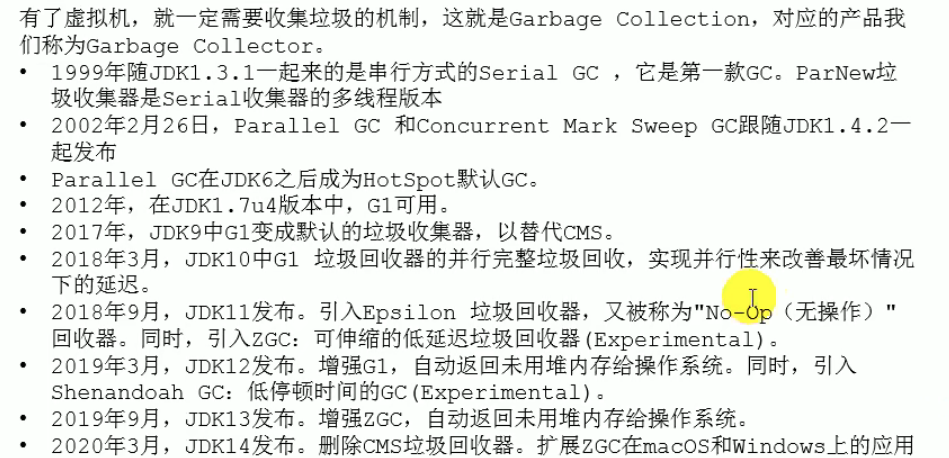 有了虚拟机，就一定需要收集垃圾的机制，这就是Garbage Collection，对应的产品我
们称为Garbage Collector。
• 1999年随JDK1.3.1一起来的是串行方式的Serial GC ，它是第一款GC。ParNew垃
圾收集器是Serial收集器的多线程版本
• 2002年2月26日，Parallel GC 和Concurrent Mark Sweep GC跟随JDK1.4.2一
起发布
• Parallel GC在JDK6之后成为HotSpot默认GC。
• 2012年，在JDK1.7u4版本中，G1可用。
• 2017年，JDK9中G1变成默认的垃圾收集器，以替代CMS。
• 2018年3月，JDK10中G1 垃圾回收器的并行完整垃圾回收，实现并行性来改善最坏情况
下的延迟。
• 2018年9月，JDK11发布。引入Epsilon 垃圾回收器，又被称为"No-Op（无操作）"
回收器。同时，引入ZGC：可伸缩的低延迟垃圾回收器(Experimental)。
• 2019年3月，JDK12发布。增强G1，自动返回未用堆内存给操作系统。同时，引入
Shenandoah GC：低停顿时间的GC(Experimental)。
• 2019年9月，JDK13发布。增强ZGC，自动返回未用堆内存给操作系统。
• 2020年3月，JDK14发布。删除CMS垃圾回收器。扩展ZGC在macOS和Windows上的应用